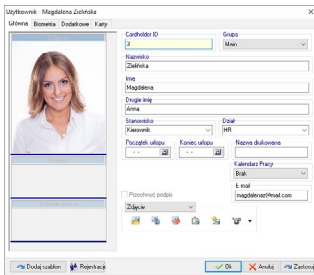 Użytkownik - Magdalena Zielińska
Główna Biometria Dodatkowe Karty
Cardholder ID Grupa
3 Main
Nazwisko
Zielińska
Imię
Magdalena
Drugie imię
Anna
Stanowisko Dział
Kierownik HR
Początek urlopu Koniec urlopu Nazwa drukowana
Kalendarz Pracy
Brak
E-mail
Przechwyć podpis magdalenaz@mail.com
Zdjęcie
Dodaj szablon Rejestracja Ok Anuluj Zastosuj